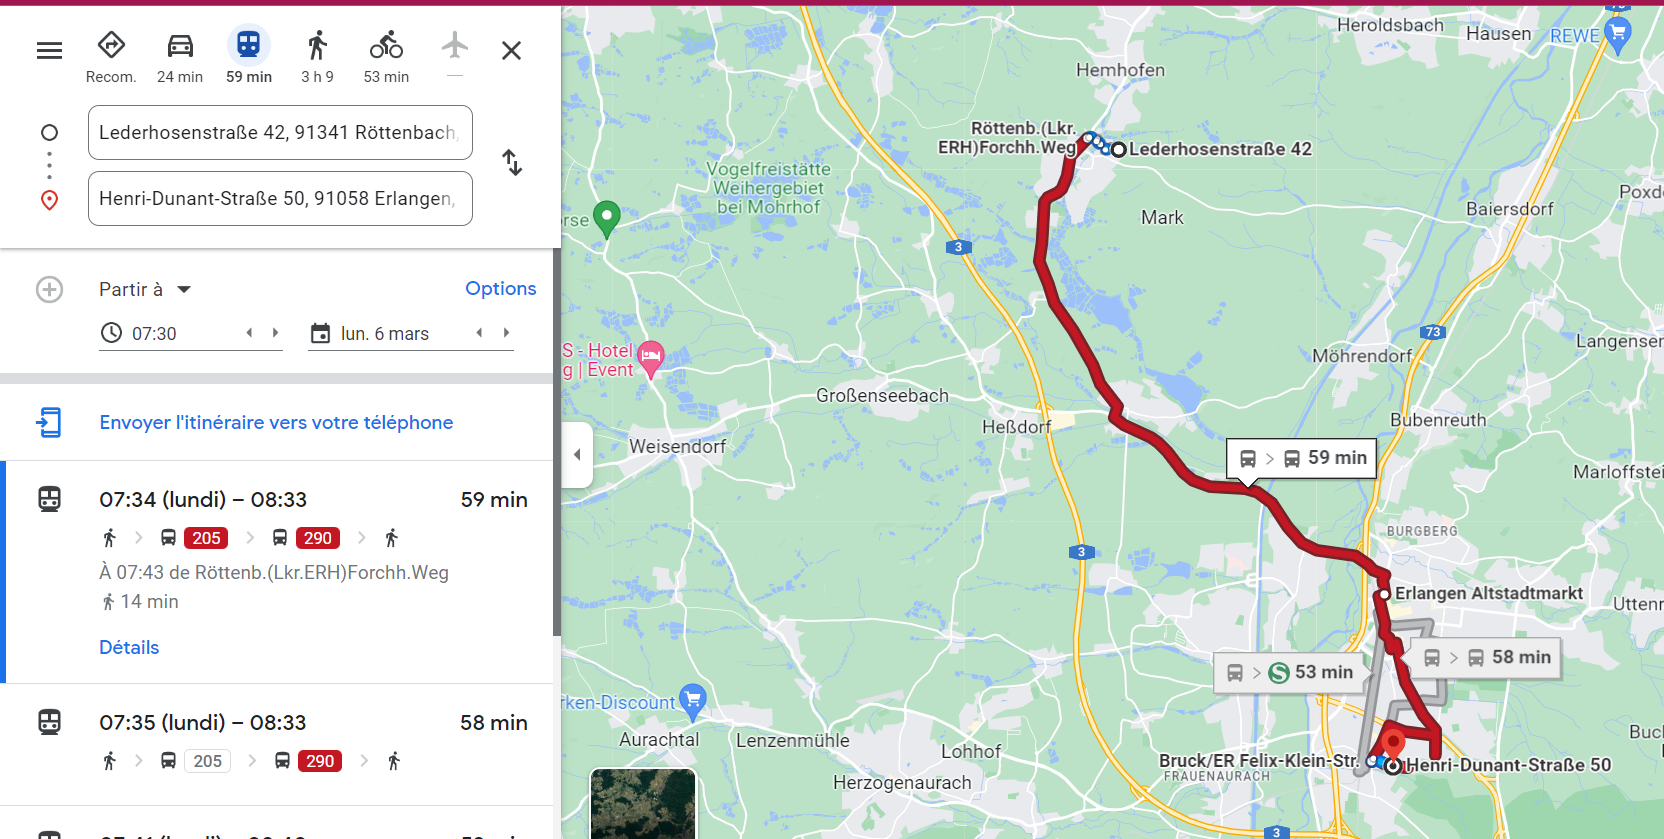 Recom.
24 min
59 min
3 h 9
53 min
—
Lederhosenstraße 42, 91341 Röttenbach,
Henri-Dunant-Straße 50, 91058 Erlangen,
Partir à
Options
07:30
lun. 6 mars
Envoyer l'itinéraire vers votre téléphone
07:34 (lundi) – 08:33
59 min
205
290
À 07:43 de Röttenb.(Lkr.ERH)Forchh.Weg
14 min
Détails
07:35 (lundi) – 08:33
58 min
205
290
Heroldsbach
Hausen
REWE
Hemhofen
Röttenb.(Lkr.
ERH)Forchh.Weg
Lederhosenstraße 42
Vogelfreistätte
Weihergebiet
bei Mohrhof
Poxdo
Baiersdorf
Mark
orse
3
73
Langensen
Möhrendorf
S - Hotel
g | Event
Großenseebach
Bubenreuth
Heßdorf
Weisendorf
59 min
Marloffstei
BURGBERG
3
Erlangen Altstadtmarkt
Uttenr
58 min
S 53 min
rken-Discount
Aurachtal
Lenzenmühle
Lohhof
Buc
Bruck/ER Felix-Klein-Str.
Henri-Dunant-Straße 50
FRAUENAURACH
Herzogenaurach
3